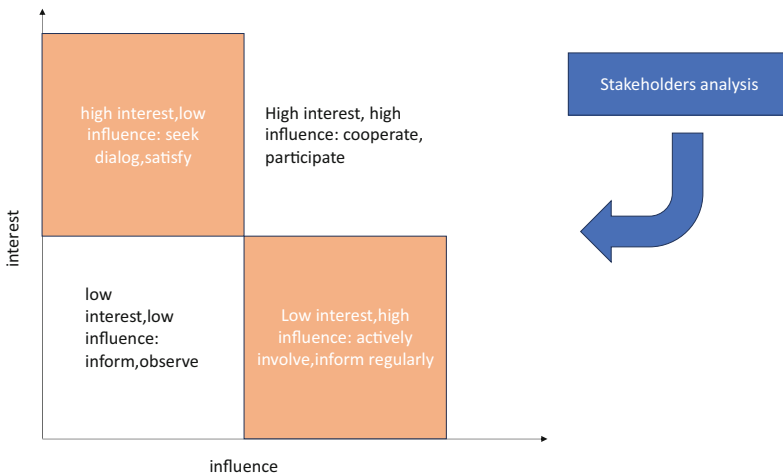 high interest,low
influence: seek
dialog,satisfy
High interest, high
influence: cooperate,
participate
Stakeholders analysis
interest
low
interest,low
influence:
inform,observe
Low interest,high
influence: actively
involve,inform regularly
influence